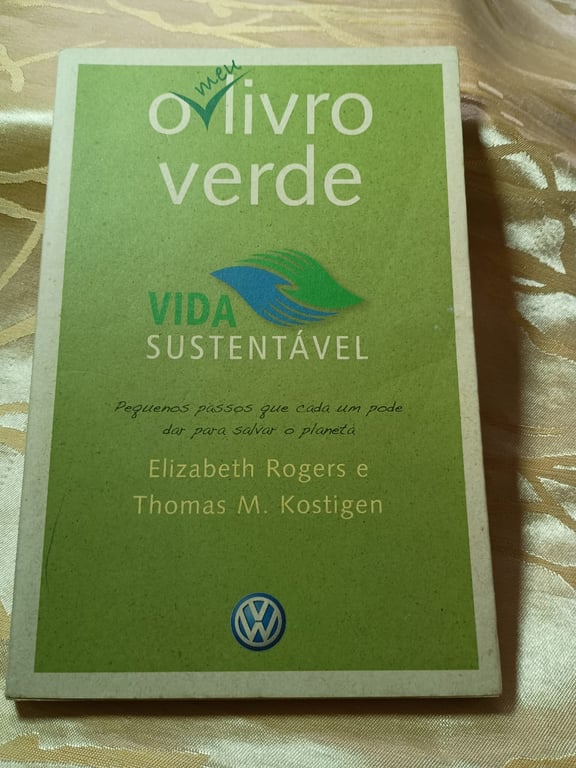 meu
o livro
verde
VIDA
SUSTENTÁVEL
Pequenos passos que cada um pode
dar para salvar o planeta
Elizabeth Rogers e
Thomas M. Kostigen
VW